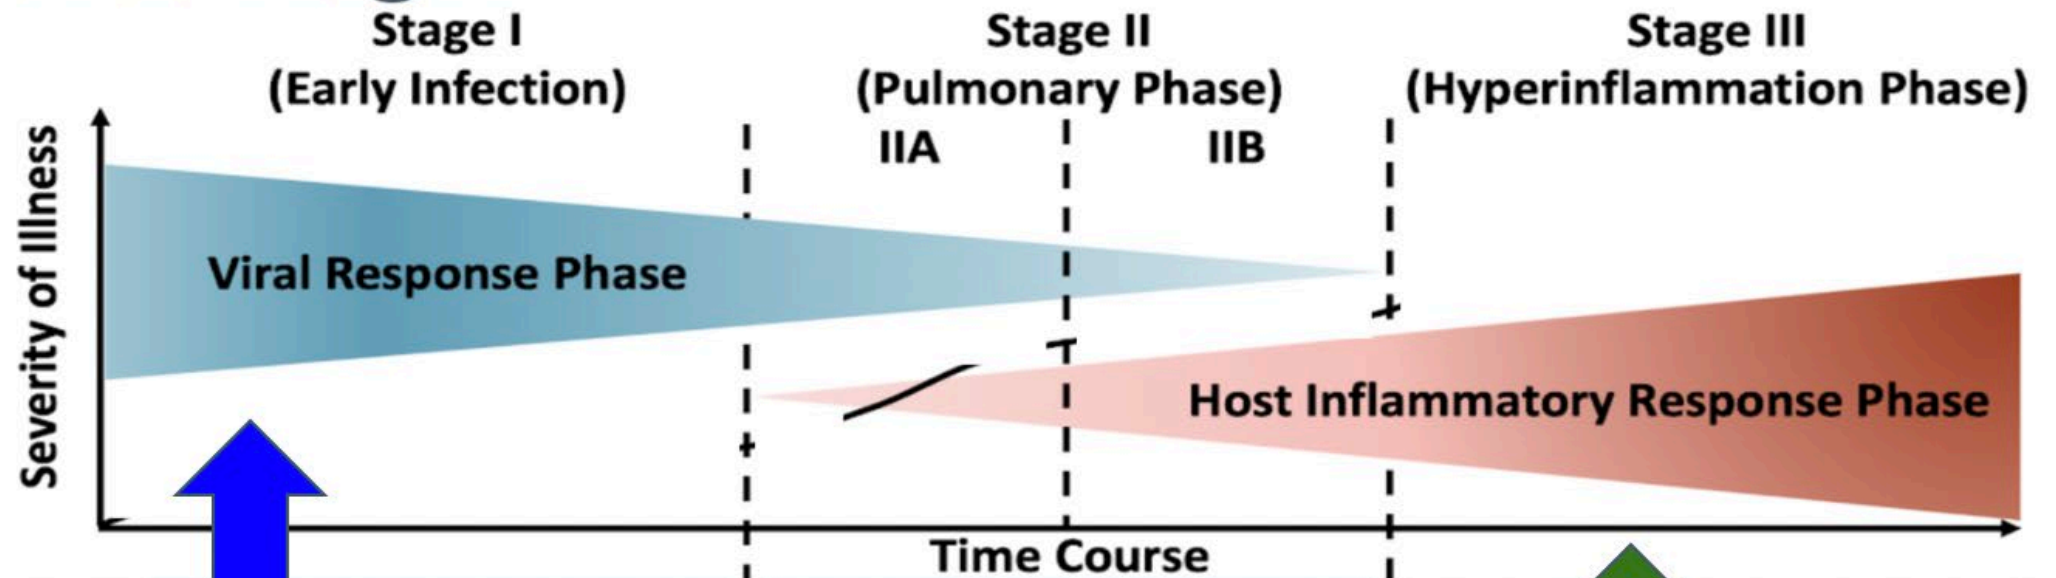 Stage I
(Early Infection)
Stage II
(Pulmonary Phase)
IIA
IIB
Stage III
(Hyperinflammation Phase)
Severity of Illness
Viral Response Phase
Host Inflammatory Response Phase
Time Course